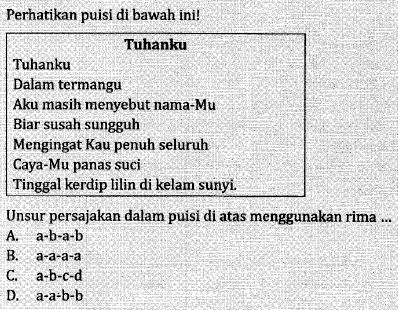 Perhatikan puisi di bawah ini!
Tuhanku
Tuhanku
Dalam termangu
Aku masih menyebut nama-Mu
Biar susah sungguh
Mengingat Kau penuh seluruh
Caya-Mu panas suci
Tinggal kerdip lilin di kelam sunyi.
Unsur persajakan dalam puisi di atas menggunakan rima ...
A. a-b-a-b
B. a-a-a-a
C. a-b-c-d
D. a-a-b-b